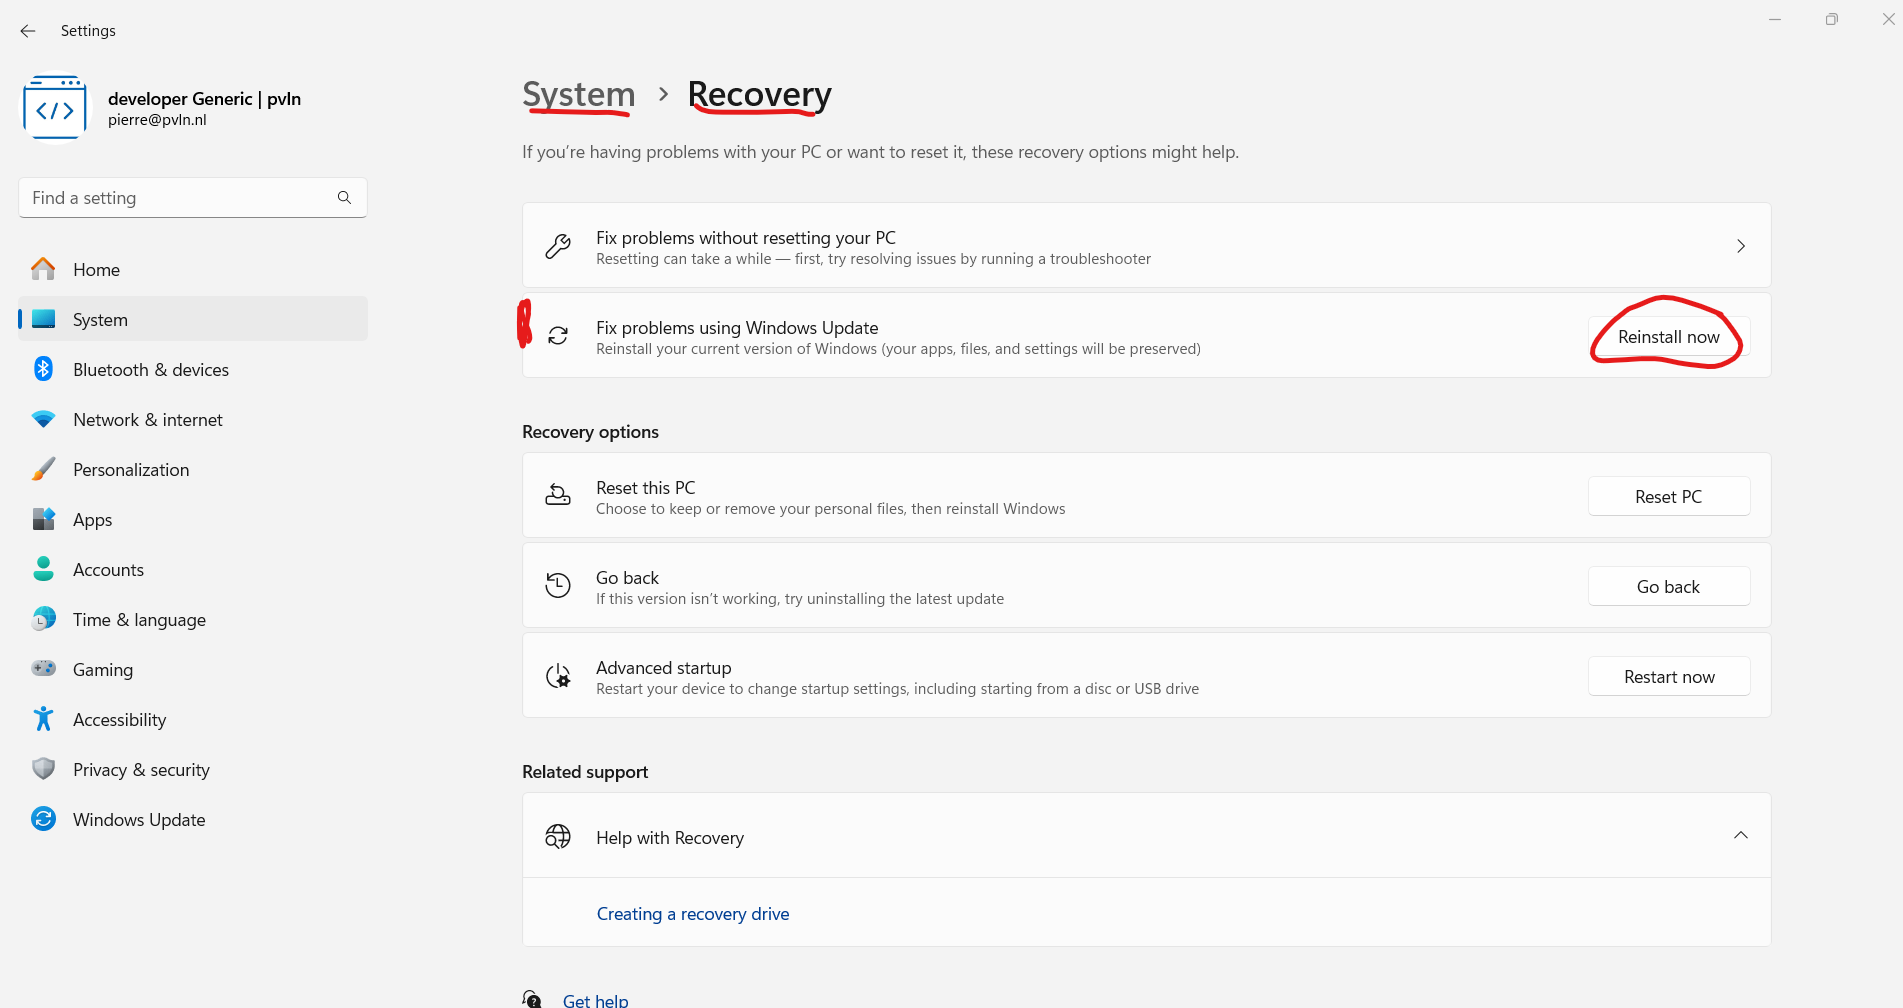 Settings
developer Generic | pvln
pierre@pvln.nl
Find a setting
Home
System
Bluetooth & devices
Network & internet
Personalization
Apps
Accounts
Time & language
Gaming
Accessibility
Privacy & security
Windows Update
System > Recovery
If you're having problems with your PC or want to reset it, these recovery options might help.
Fix problems without resetting your PC
Resetting can take a while — first, try resolving issues by running a troubleshooter
Fix problems using Windows Update
Reinstall your current version of Windows (your apps, files, and settings will be preserved)
Reinstall now
Recovery options
Reset this PC
Choose to keep or remove your personal files, then reinstall Windows
Reset PC
Go back
If this version isn't working, try uninstalling the latest update
Go back
Advanced startup
Restart your device to change startup settings, including starting from a disc or USB drive
Restart now
Related support
Help with Recovery
Creating a recovery drive
Get help